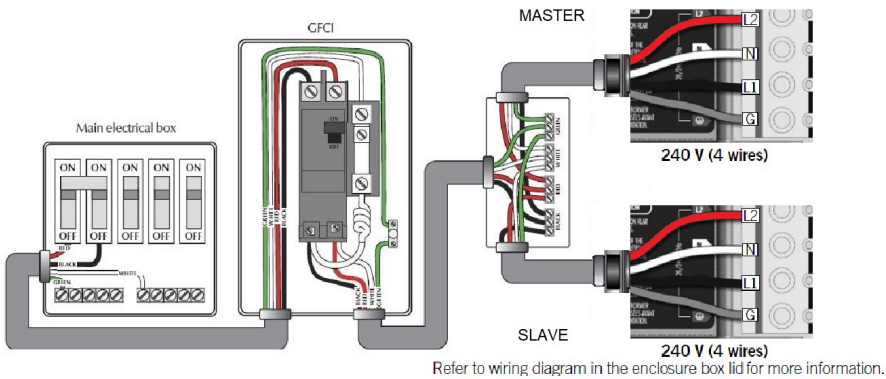 MASTER
GFCI
Main electrical box
ON
ON
ON
ON
ON
OFF
OFF
OFF
OFF
OFF
RED
BLACK
WHITE
GREEN
GREEN
WHITE
RED
BLACK
ON
OFF
BLACK
RED
WHITE
GREEN
GREEN
WHITE
RED
BLACK
L2
N
L1
G
240 V (4 wires)
L2
N
L1
G
SLAVE
240 V (4 wires)
Refer to wiring diagram in the enclosure box lid for more information.